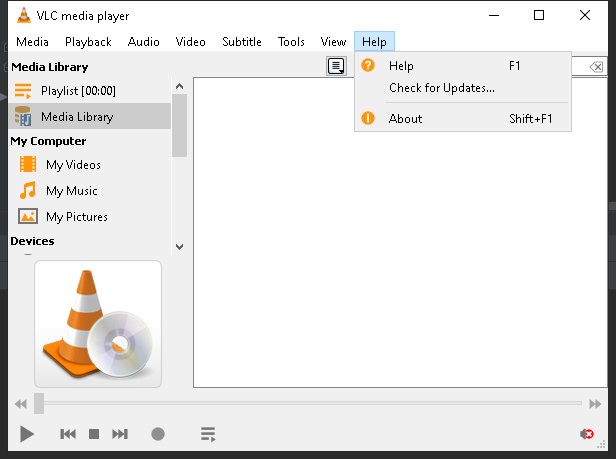 VLC media player
Media Playback Audio Video Subtitle Tools View Help
Media Library
Playlist [00:00]
Media Library
My Computer
My Videos
My Music
My Pictures
Devices
Help F1
Check for Updates...
About Shift+F1